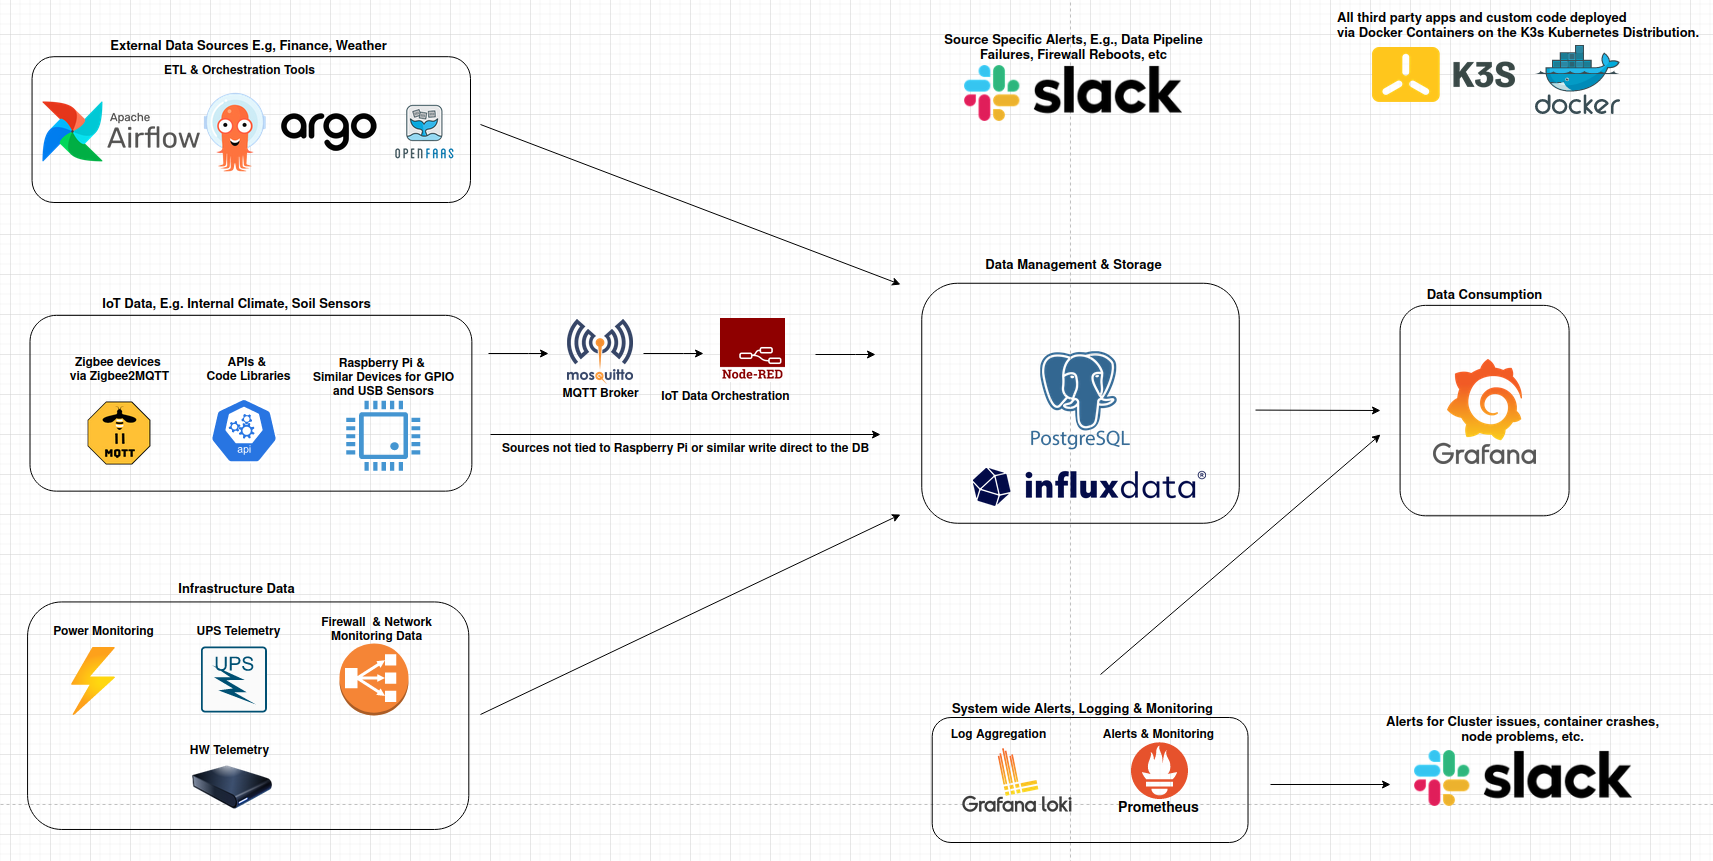 External Data Sources E.g, Finance, Weather
ETL & Orchestration Tools
Apache
Airflow
argo
OPENFAAS
Source Specific Alerts, E.g., Data Pipeline
Failures, Firewall Reboots, etc
slack
All third party apps and custom code deployed
via Docker Containers on the K3s Kubernetes Distribution.
K3S
docker
IoT Data, E.g. Internal Climate, Soil Sensors
Zigbee devices
via Zigbee2MQTT
MQTT
APIs &
Code Libraries
api
Raspberry Pi &
Similar Devices for GPIO
and USB Sensors
mosquitto
MQTT Broker
Node-RED
IoT Data Orchestration
Sources not tied to Raspberry Pi or similar write direct to the DB
Data Management & Storage
PostgreSQL
influxdata®
Data Consumption
Grafana
Infrastructure Data
Power Monitoring
UPS Telemetry
UPS
Firewall & Network
Monitoring Data
HW Telemetry
System wide Alerts, Logging & Monitoring
Log Aggregation
Grafana loki
Alerts & Monitoring
Prometheus
Alerts for Cluster issues, container crashes,
node problems, etc.
slack